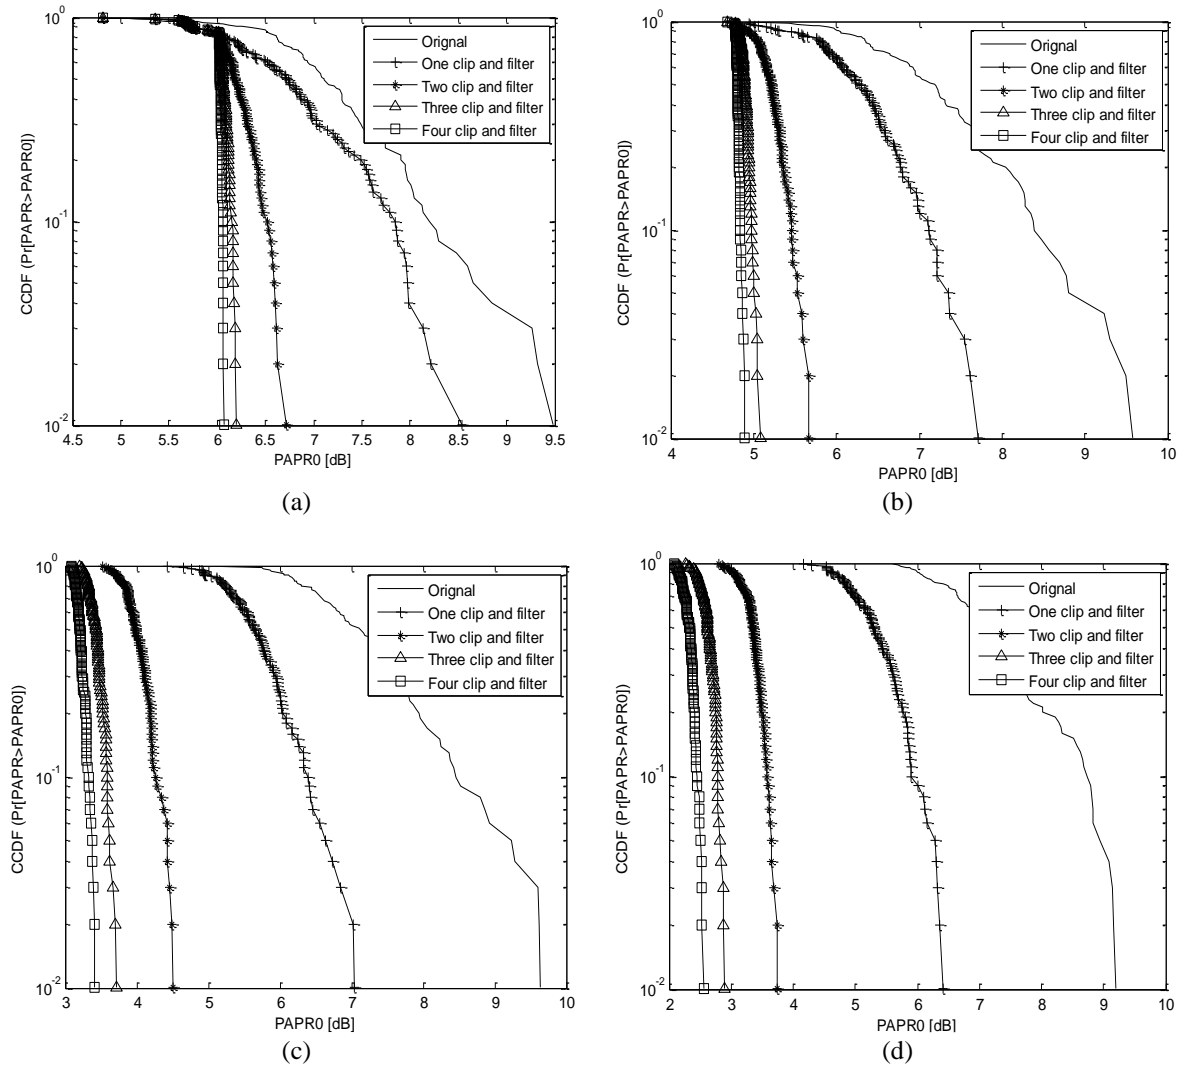 10^0
10^-1
10^-2
CCDF (Pr[PAPR>PAPR0])
Orignal
One clip and filter
Two clip and filter
Three clip and filter
Four clip and filter
4.5 5 5.5 6 6.5 7 7.5 8 8.5 9 9.5
PAPR0 [dB]
(a)
10^0
10^-1
10^-2
CCDF (Pr[PAPR>PAPR0])
Orignal
One clip and filter
Two clip and filter
Three clip and filter
Four clip and filter
4 5 6 7 8 9 10
PAPR0 [dB]
(b)
10^0
10^-1
10^-2
CCDF (Pr[PAPR>PAPR0])
Orignal
One clip and filter
Two clip and filter
Three clip and filter
Four clip and filter
3 4 5 6 7 8 9 10
PAPR0 [dB]
(c)
10^0
10^-1
10^-2
CCDF (Pr[PAPR>PAPR0])
Orignal
One clip and filter
Two clip and filter
Three clip and filter
Four clip and filter
2 3 4 5 6 7 8 9 10
PAPR0 [dB]
(d)